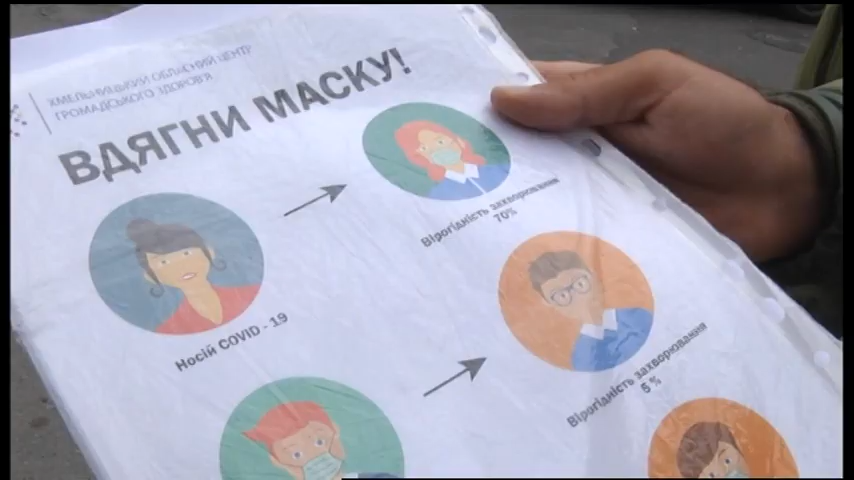 ХМЕЛЬНИЦЬКИЙ ОБЛАСНИЙ ЦЕНТР
ГРОМАДСЬКОГО ЗДОРОВ'Я
ВДЯГНИ МАСКУ!
Вірогідність захворювання
70%
Носій COVID - 19
Вірогідність захворювання
5 %